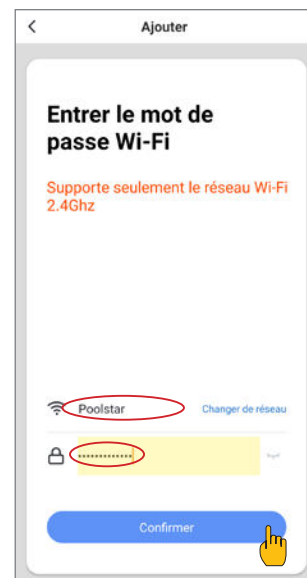 Ajouter
Entrer le mot de
passe Wi-Fi
Supporte seulement le réseau Wi-Fi
2.4Ghz
Poolstar Changer de réseau
•••••••••••••
Confirmer